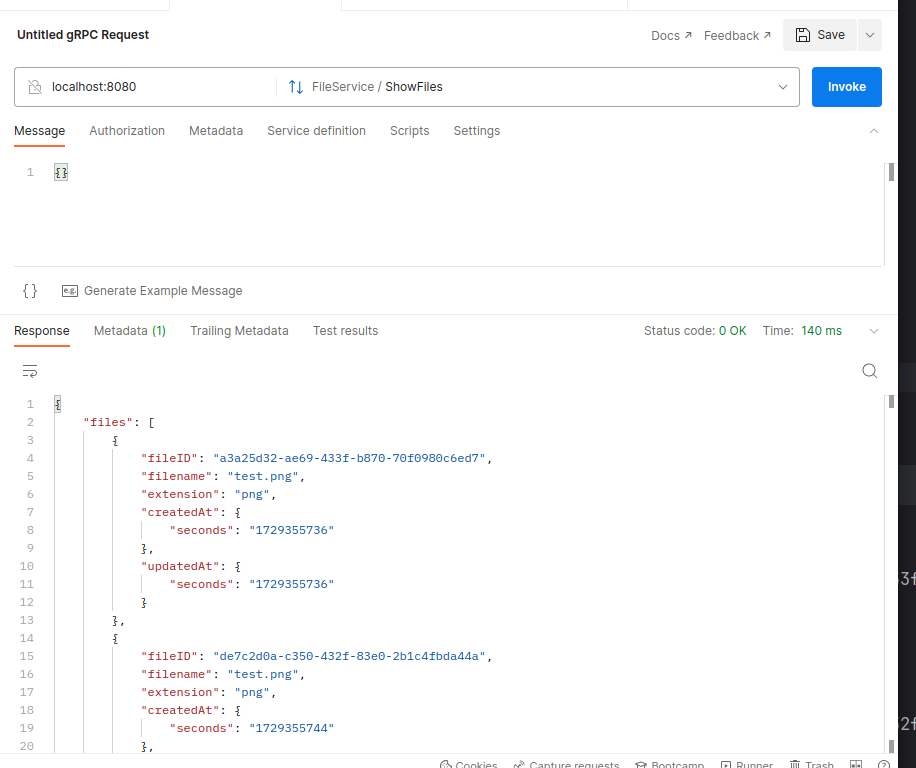 Untitled gRPC Request
Docs ↗ Feedback ↗ Save
localhost:8080 FileService / ShowFiles Invoke
Message Authorization Metadata Service definition Scripts Settings
1 {}
{} e.g. Generate Example Message
Response Metadata (1) Trailing Metadata Test results Status code: 0 OK Time: 140 ms
1 {
2 "files": [
3 {
4 "fileID": "a3a25d32-ae69-433f-b870-70f0980c6ed7",
5 "filename": "test.png",
6 "extension": "png",
7 "createdAt": {
8 "seconds": "1729355736"
9 },
10 "updatedAt": {
11 "seconds": "1729355736"
12 }
13 },
14 {
15 "fileID": "de7c2d0a-c350-432f-83e0-2b1c4fbda44a",
16 "filename": "test.png",
17 "extension": "png",
18 "createdAt": {
19 "seconds": "1729355744"
20 },
Cookies Capture requests Bootcamp Runner Trash